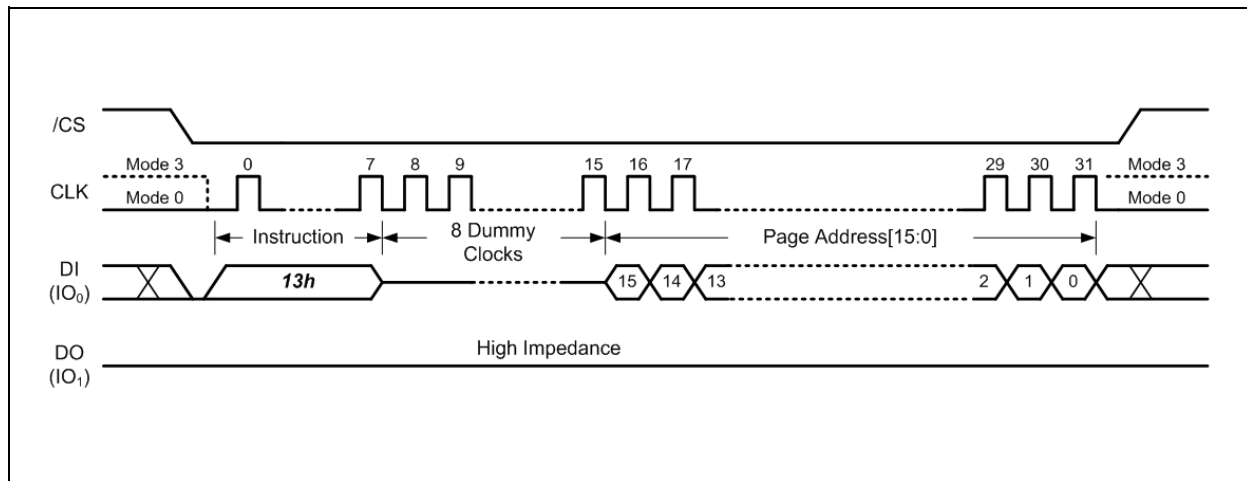 /CS
Mode 3 0 7 8 9 15 16 17 29 30 31 Mode 3
CLK
Mode 0 Mode 0
Instruction 8 Dummy Clocks Page Address[15:0]
DI
(IO₀)
13h 15 14 13 2 1 0
High Impedance
DO
(IO₁)